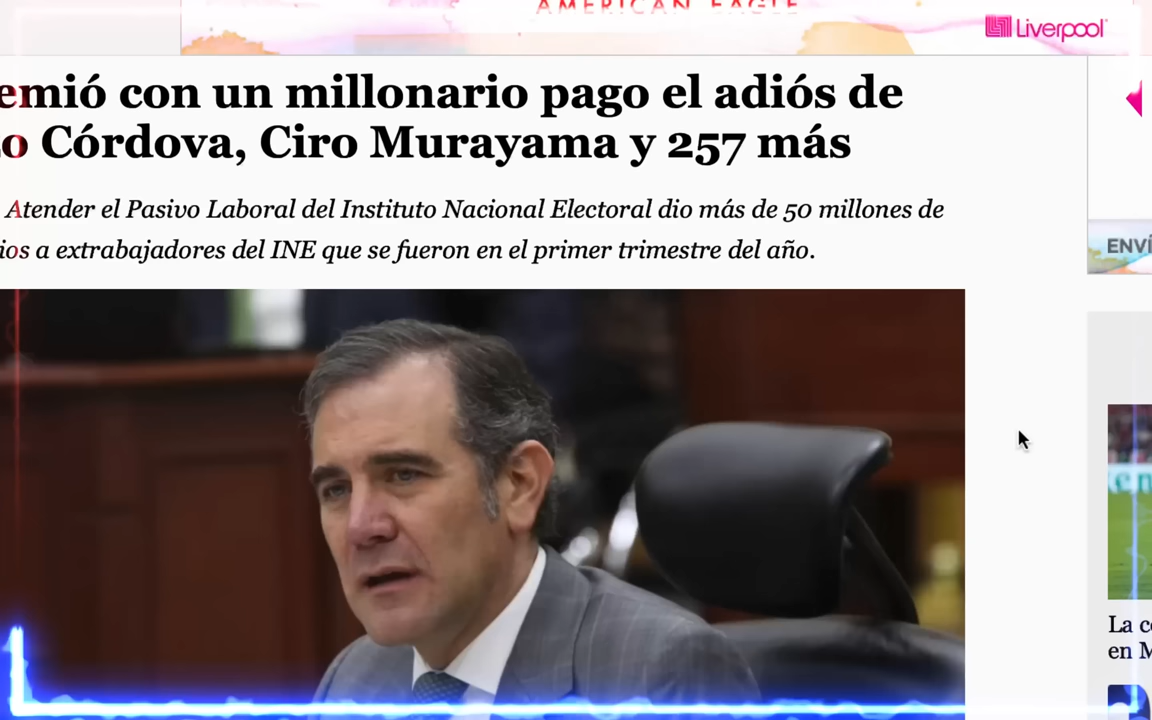 AMERICAN EAGLE
Liverpool
emió con un millonario pago el adiós de
o Córdova, Ciro Murayama y 257 más
Atender el Pasivo Laboral del Instituto Nacional Electoral dio más de 50 millones de
ios a extrabajadores del INE que se fueron en el primer trimestre del año.
ENVÍ
La c
en M